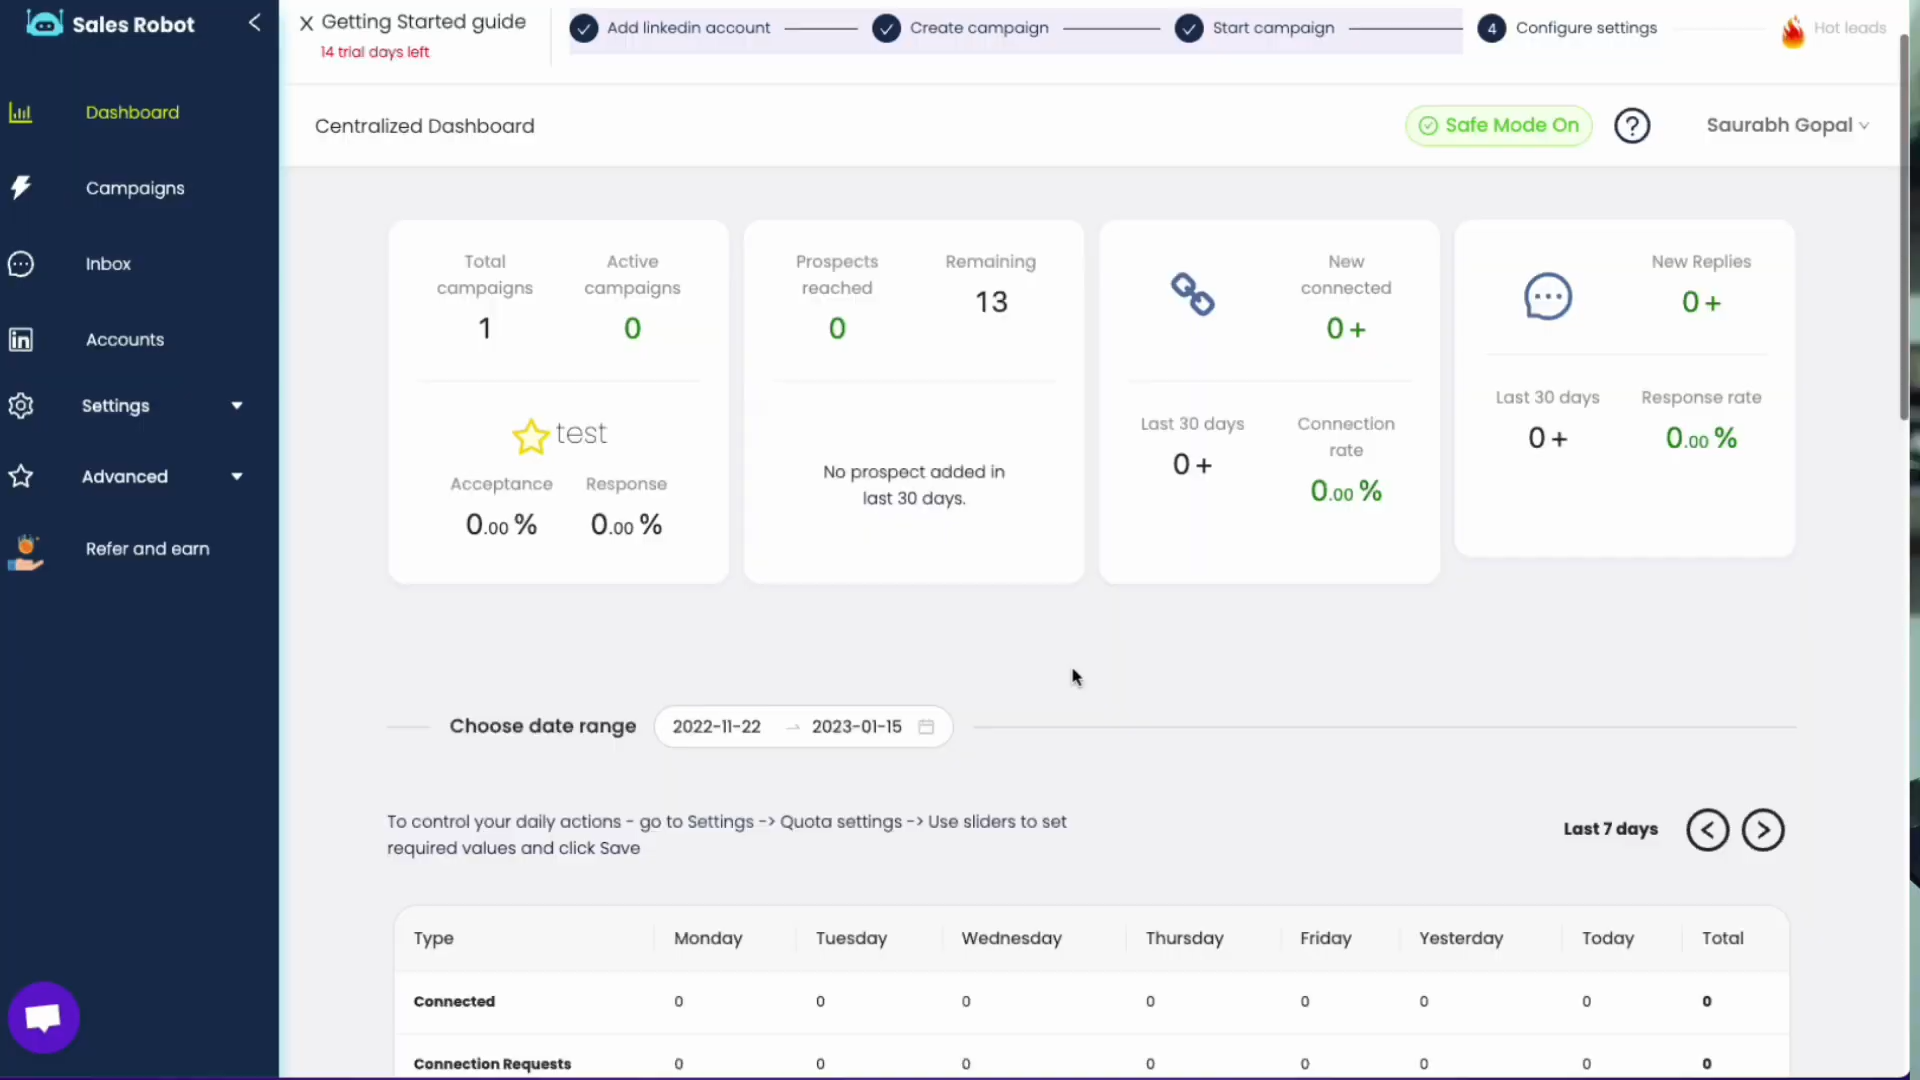 Sales Robot
X Getting Started guide
14 trial days left
Add linkedin account
Create campaign
Start campaign
4 Configure settings
Hot leads
Centralized Dashboard
Safe Mode On
?
Saurabh Gopal
Dashboard
Campaigns
Inbox
Accounts
Settings
Advanced
Refer and earn
Total campaigns
1
Active campaigns
0
test
Acceptance
0.00 %
Response
0.00 %
Prospects reached
0
Remaining
13
No prospect added in
last 30 days.
New connected
0 +
Last 30 days
0 +
Connection rate
0.00 %
New Replies
0 +
Last 30 days
0 +
Response rate
0.00 %
Choose date range 2022-11-22 → 2023-01-15
To control your daily actions - go to Settings -> Quota settings -> Use sliders to set
required values and click Save
Last 7 days < >
Type Monday Tuesday Wednesday Thursday Friday Yesterday Today Total
Connected 0 0 0 0 0 0 0 0
Connection Requests 0 0 0 0 0 0 0 0